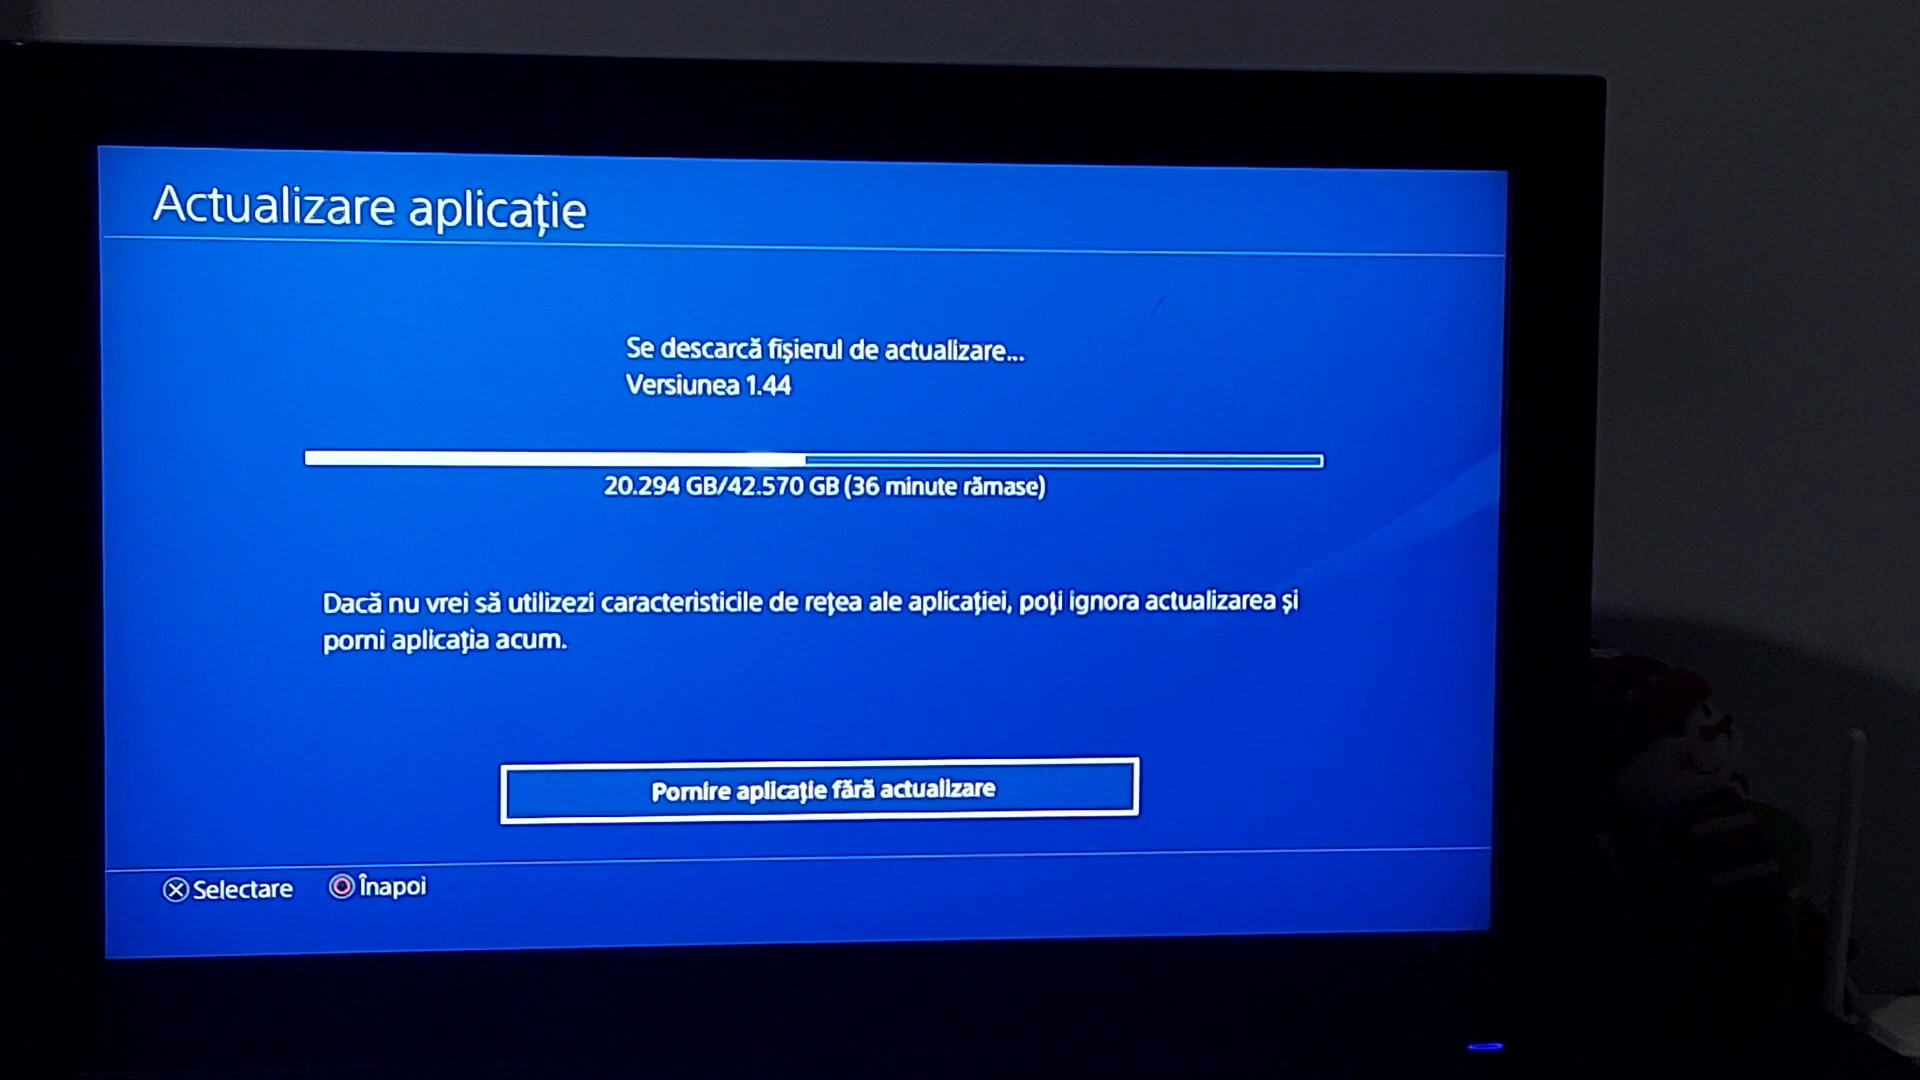 Actualizare aplicație
Se descarcă fișierul de actualizare...
Versiunea 1.44
20.294 GB/42.570 GB (36 minute rămase)
Dacă nu vrei să utilizezi caracteristicile de rețea ale aplicației, poți ignora actualizarea și
porni aplicația acum.
Pornire aplicație fără actualizare
Selectare Înapoi